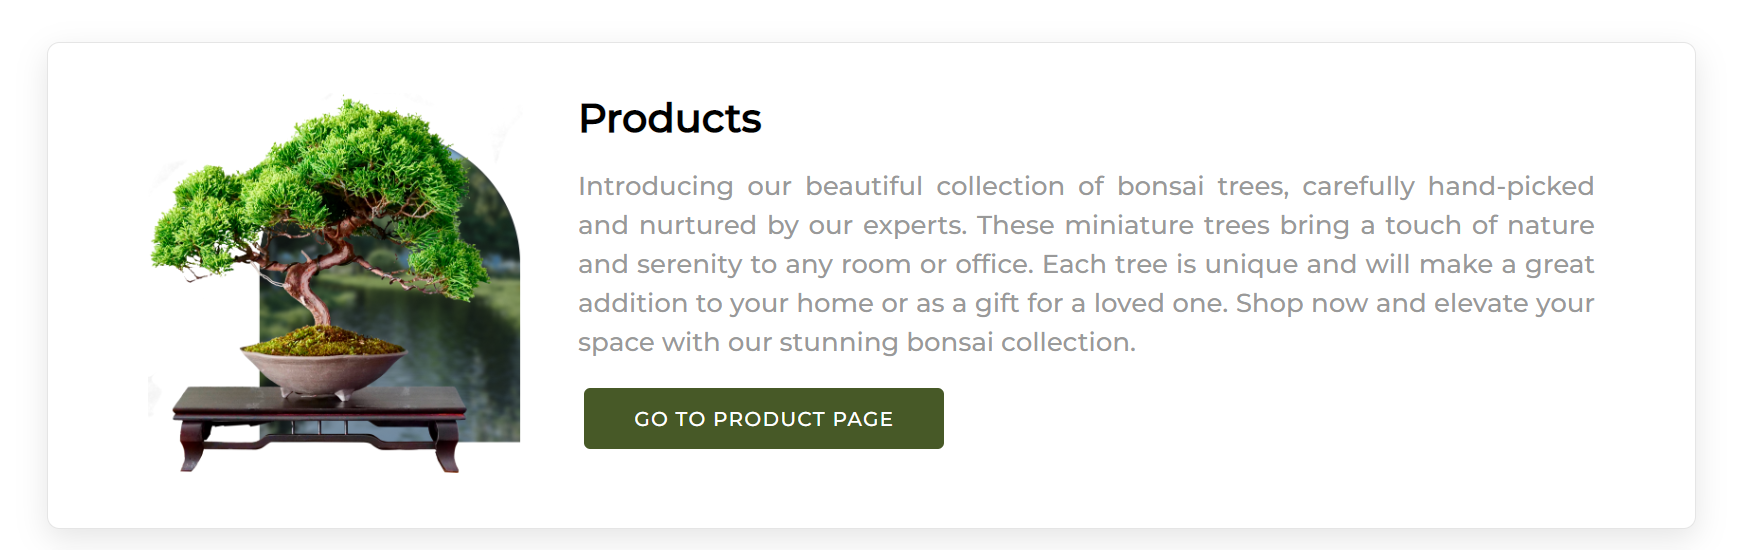 Products
Introducing our beautiful collection of bonsai trees, carefully hand-picked
and nurtured by our experts. These miniature trees bring a touch of nature
and serenity to any room or office. Each tree is unique and will make a great
addition to your home or as a gift for a loved one. Shop now and elevate your
space with our stunning bonsai collection.
GO TO PRODUCT PAGE